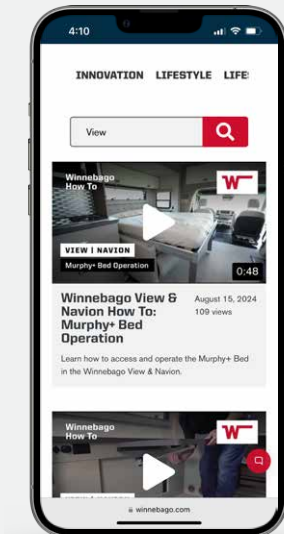 4:10
INNOVATION LIFESTYLE LIFE
View
Winnebago
How To
W
VIEW | NAVION
Murphy+ Bed Operation
0:48
Winnebago View &
Navion How To:
Murphy+ Bed
Operation
August 15, 2024
109 views
Learn how to access and operate the Murphy+ Bed
in the Winnebago View & Navion.
Winnebago
How To
W
winnebago.com